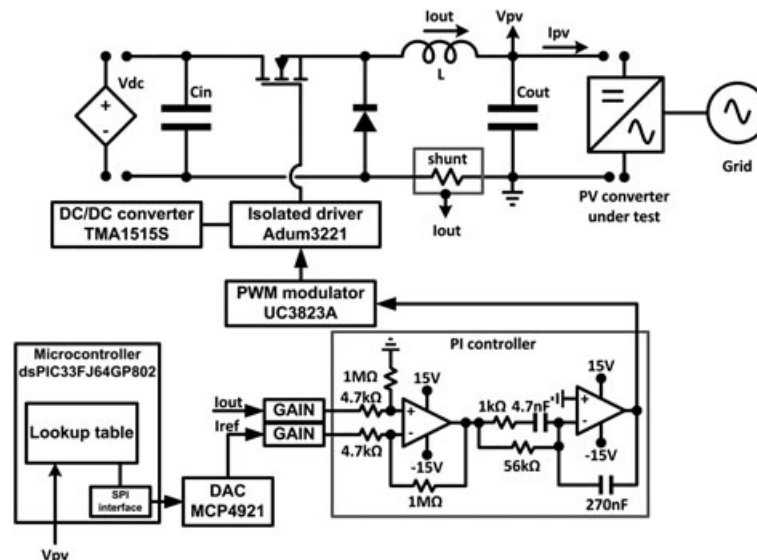 Iout
Vpv
Ipv
Vdc
Cin
L
Cout
shunt
Grid
PV converter
under test
Iout
DC/DC converter
TMA1515S
Isolated driver
Adum3221
PWM modulator
UC3823A
Microcontroller
dsPIC33FJ64GP802
PI controller
1MΩ
15V
15V
Lookup table
Iout
GAIN
4.7kΩ
1kΩ
4.7nF
Iref
GAIN
4.7kΩ
-15V
56kΩ
-15V
SPI
interface
DAC
MCP4921
1MΩ
270nF
Vpv